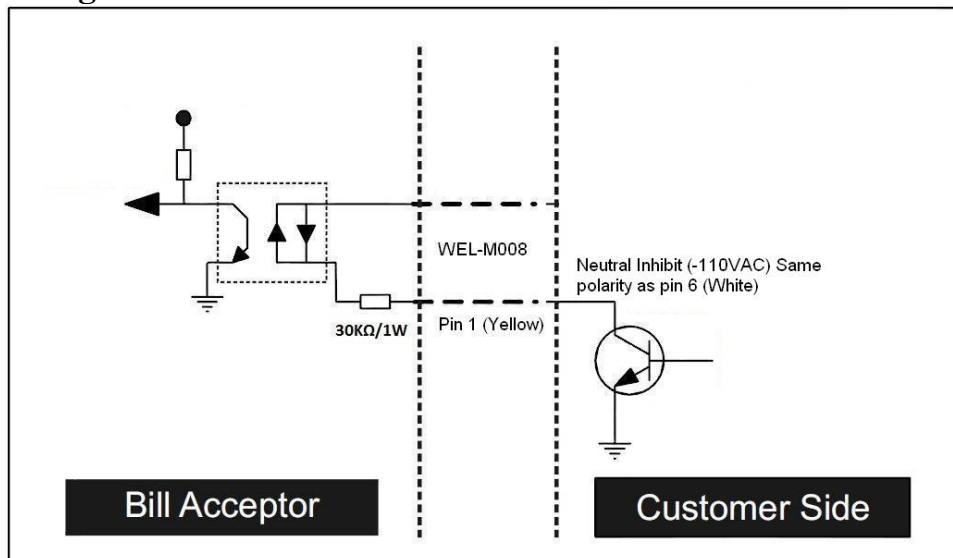 WEL-M008
Neutral Inhibit (-110VAC) Same
polarity as pin 6 (White)
30KΩ/1W
Pin 1 (Yellow)
Bill Acceptor
Customer Side